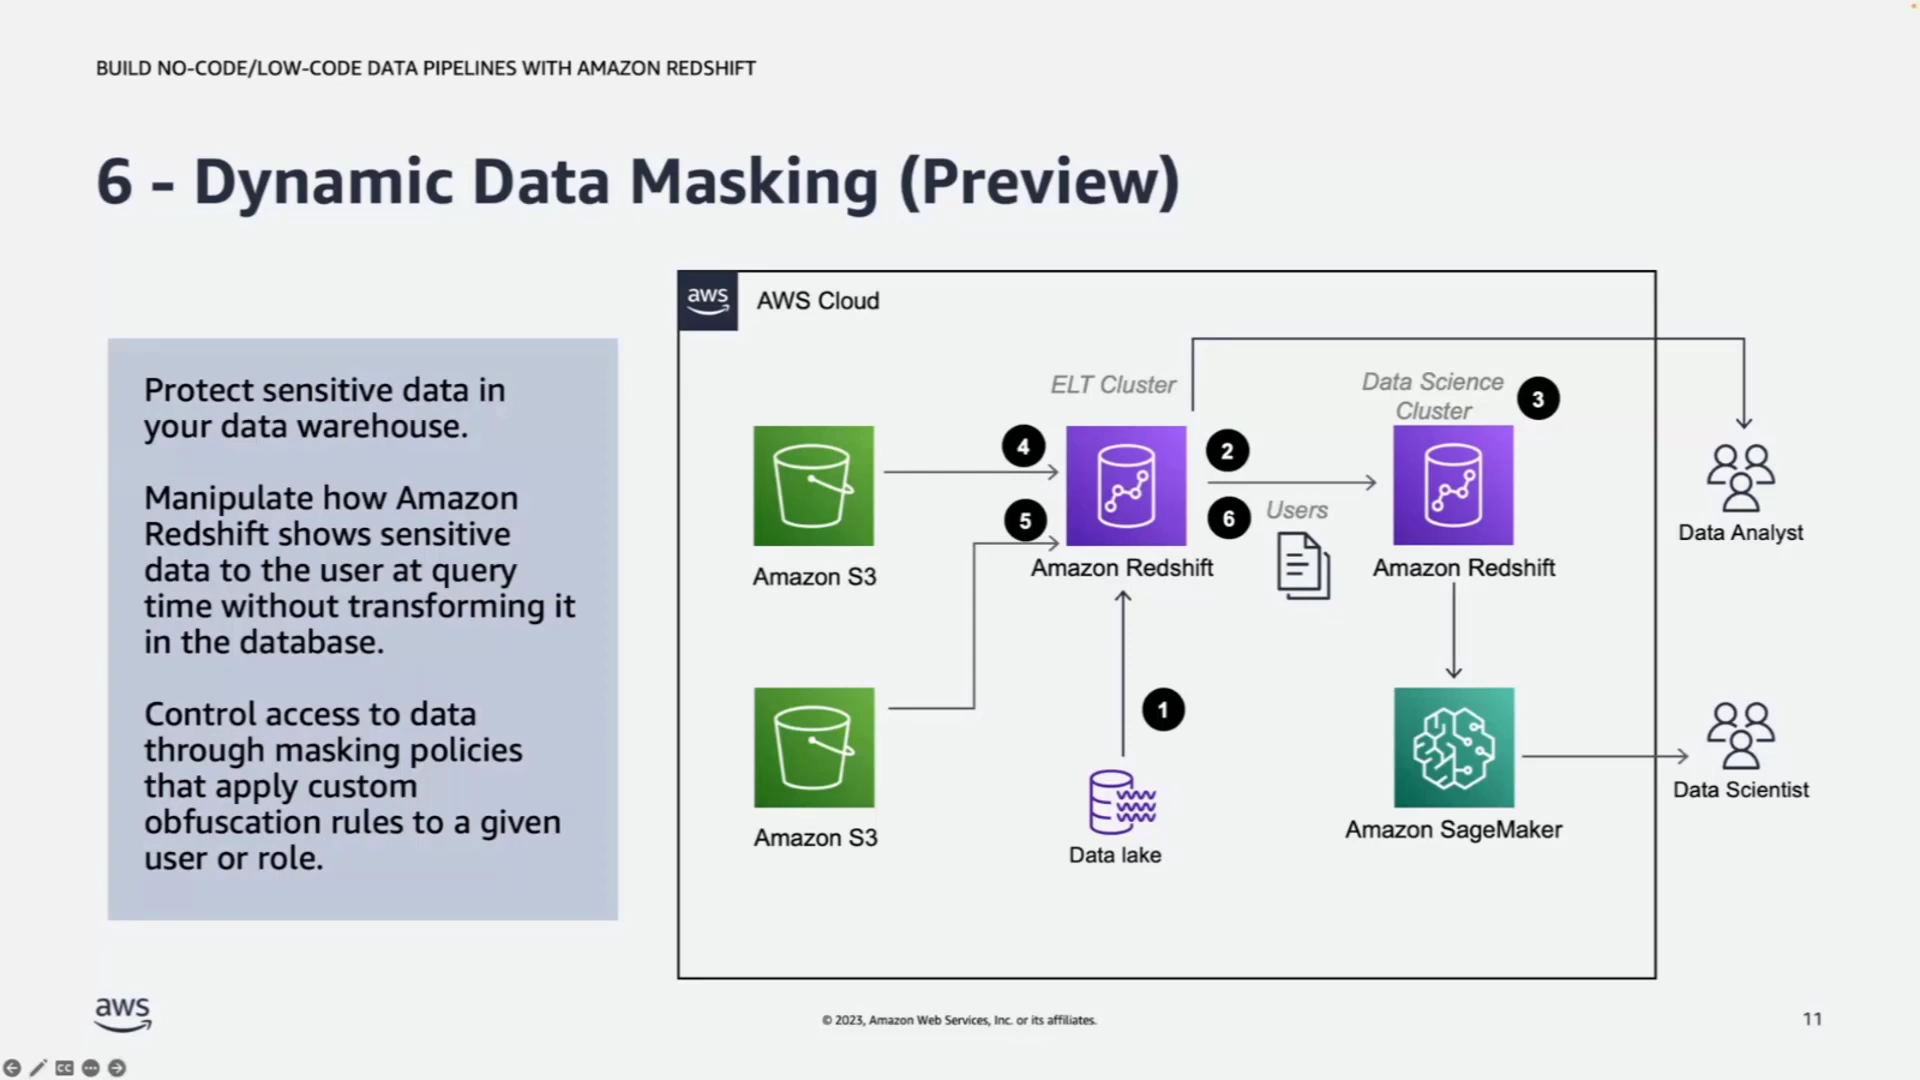 BUILD NO-CODE/LOW-CODE DATA PIPELINES WITH AMAZON REDSHIFT
6 - Dynamic Data Masking (Preview)
Protect sensitive data in
your data warehouse.
Manipulate how Amazon
Redshift shows sensitive
data to the user at query
time without transforming it
in the database.
Control access to data
through masking policies
that apply custom
obfuscation rules to a given
user or role.
aws
AWS Cloud
ELT Cluster
Data Science
Cluster
3
4
2
5
6
Users
Amazon S3
Amazon Redshift
Amazon Redshift
Data Analyst
1
Amazon S3
Data lake
Amazon SageMaker
Data Scientist
aws
© 2023, Amazon Web Services, Inc. or its affiliates.
11
CC